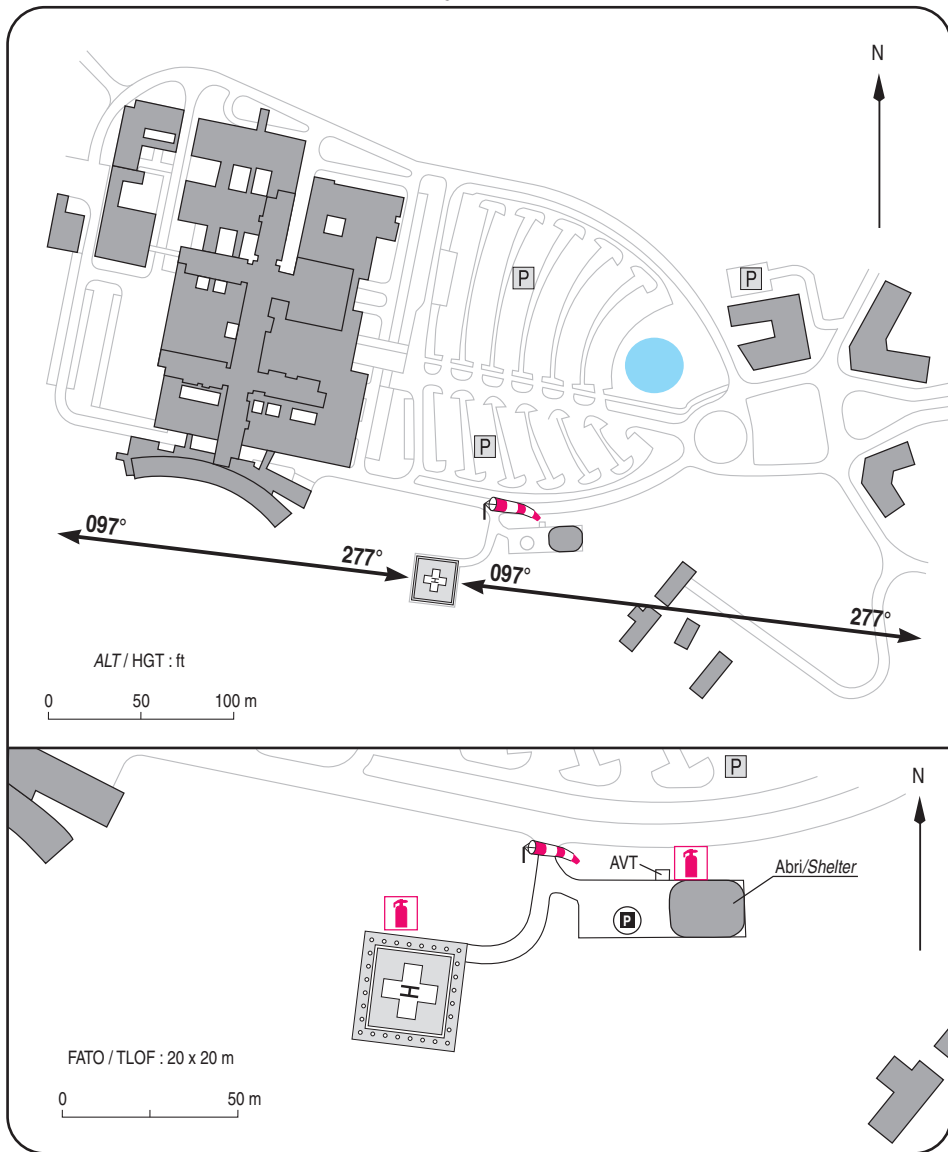 N
P
P
P
097°
277°
097°
277°
ALT / HGT : ft
0 50 100 m
H
P
N
AVT
Abri/Shelter
P
H
FATO / TLOF : 20 x 20 m
0 50 m